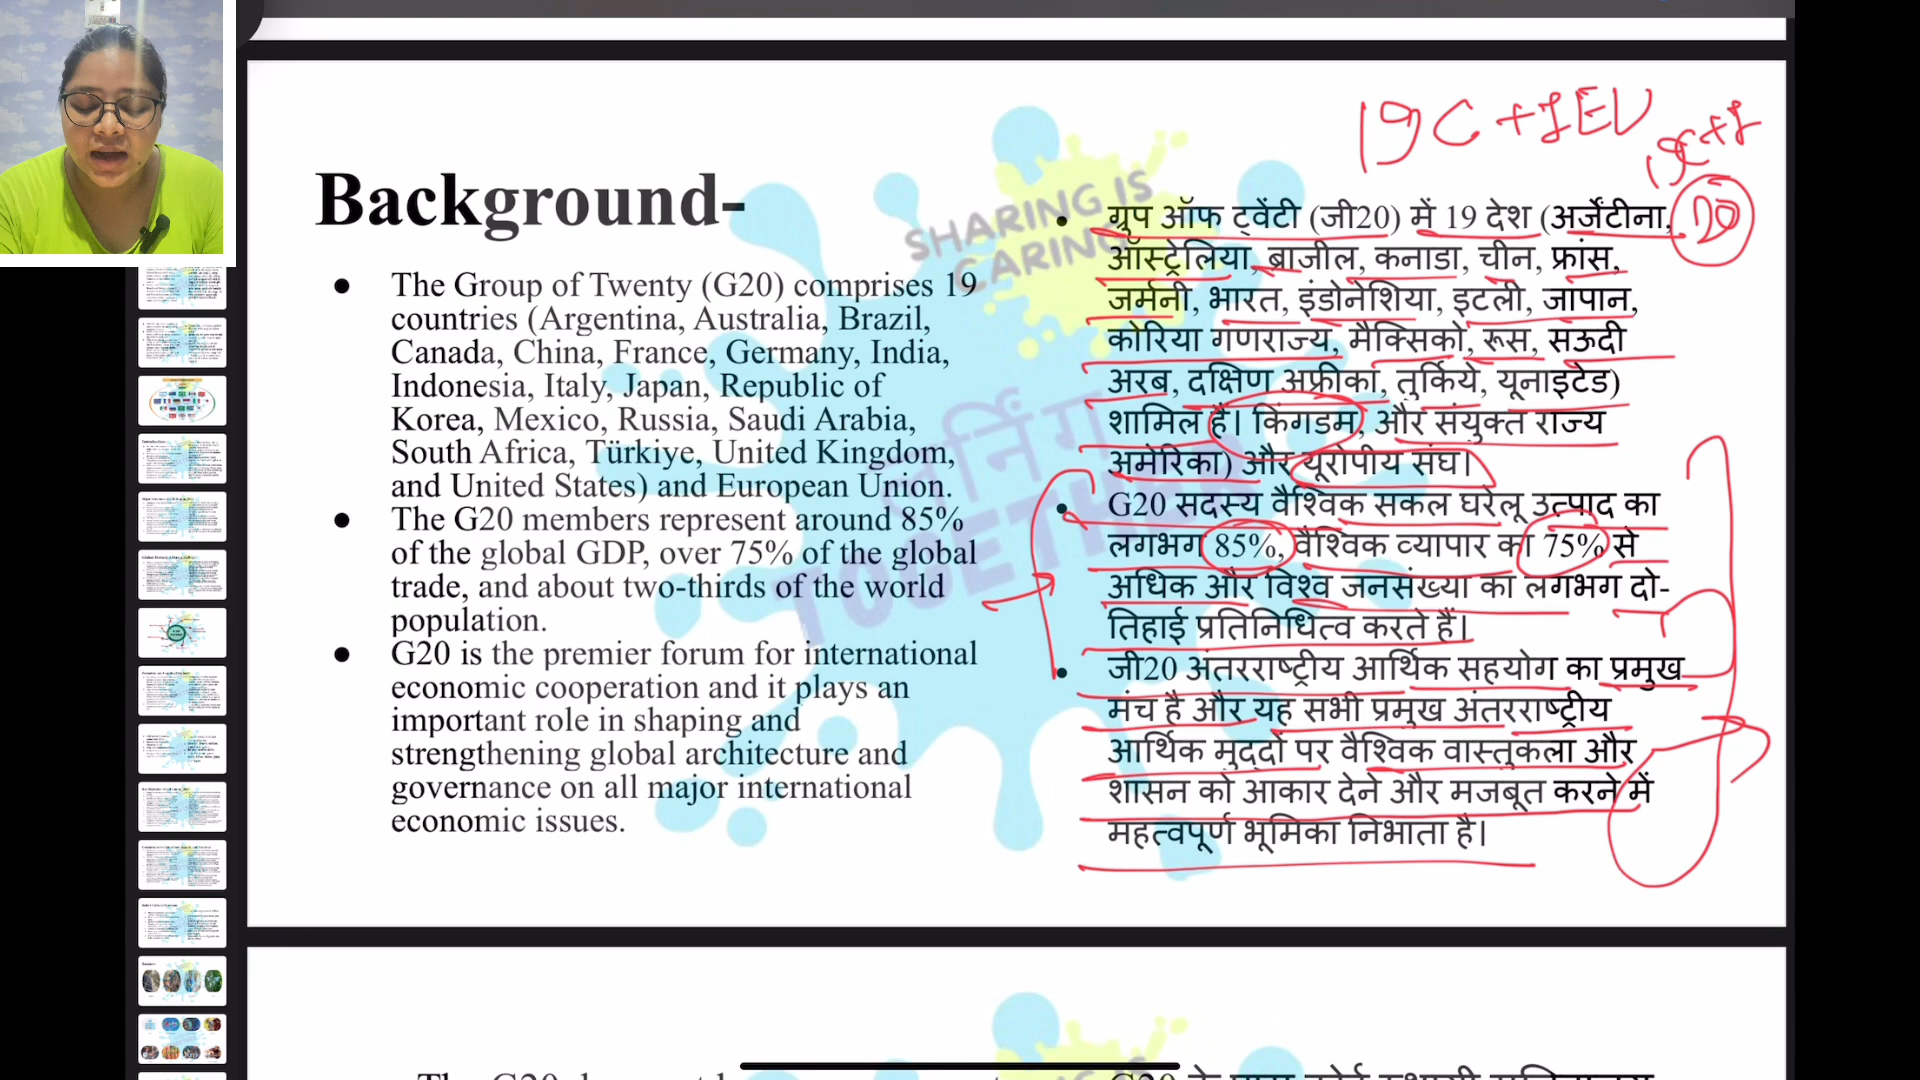 19 C + 1 EU
19C+1
20
Background-
SHARING IS
CARING
लर्निंग
TOGETHER
● The Group of Twenty (G20) comprises 19
countries (Argentina, Australia, Brazil,
Canada, China, France, Germany, India,
Indonesia, Italy, Japan, Republic of
Korea, Mexico, Russia, Saudi Arabia,
South Africa, Türkiye, United Kingdom,
and United States) and European Union.
● The G20 members represent around 85%
of the global GDP, over 75% of the global
trade, and about two-thirds of the world
population.
● G20 is the premier forum for international
economic cooperation and it plays an
important role in shaping and
strengthening global architecture and
governance on all major international
economic issues.
● ग्रुप ऑफ ट्वेंटी (जी20) में 19 देश (अर्जेंटीना,
ऑस्ट्रेलिया, ब्राजील, कनाडा, चीन, फ्रांस,
जर्मनी, भारत, इंडोनेशिया, इटली, जापान,
कोरिया गणराज्य, मैक्सिको, रूस, सऊदी
अरब, दक्षिण अफ्रीका, तुर्किये, यूनाइटेड)
शामिल हैं। किंगडम, और संयुक्त राज्य
अमेरिका) और यूरोपीय संघ।
● G20 सदस्य वैश्विक सकल घरेलू उत्पाद का
लगभग 85%, वैश्विक व्यापार का 75% से
अधिक और विश्व जनसंख्या का लगभग दो-
तिहाई प्रतिनिधित्व करते हैं।
● जी20 अंतरराष्ट्रीय आर्थिक सहयोग का प्रमुख
मंच है और यह सभी प्रमुख अंतरराष्ट्रीय
आर्थिक मुद्दों पर वैश्विक वास्तुकला और
शासन को आकार देने और मजबूत करने में
महत्वपूर्ण भूमिका निभाता है।